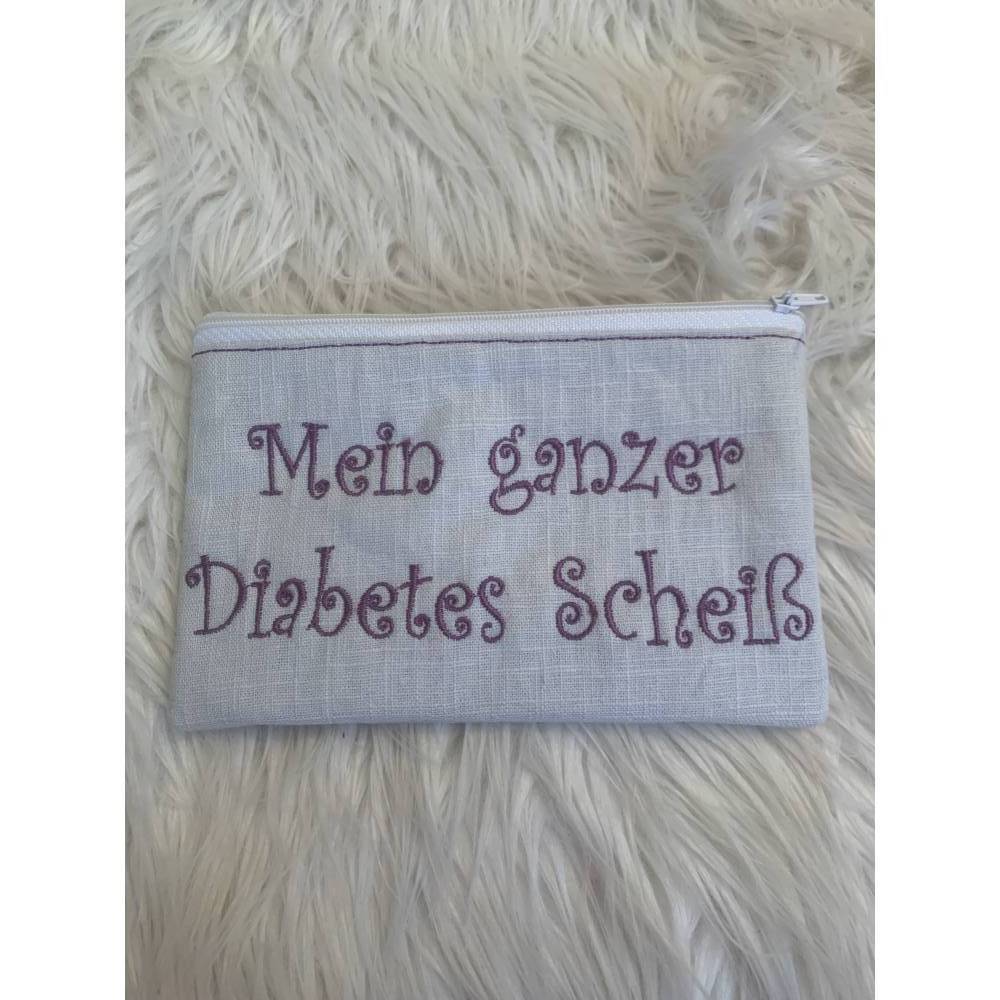 Mein ganzer
Diabetes Scheiß